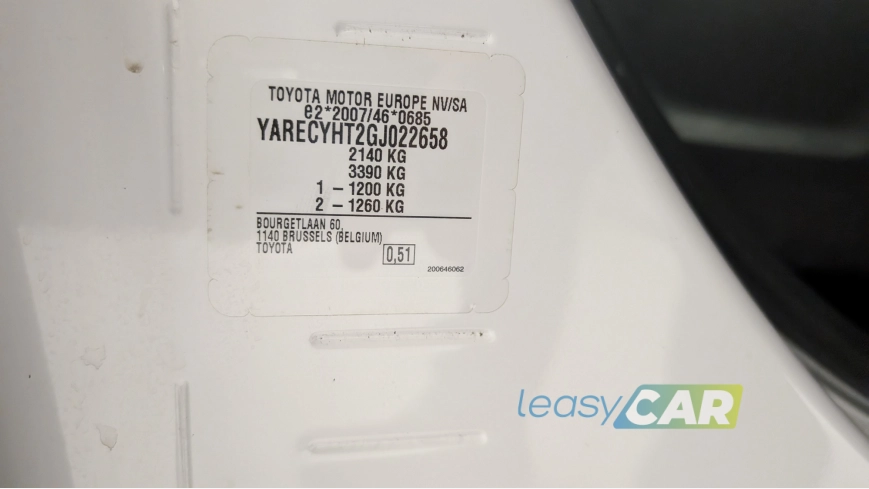 TOYOTA MOTOR EUROPE NV/SA
e2*2007/46*0685
YARECYHT2GJ022658
2140 KG
3390 KG
1 – 1200 KG
2 – 1260 KG
BOURGETLAAN 60,
1140 BRUSSELS (BELGIUM)
TOYOTA
0,51
200646062
leasyCAR